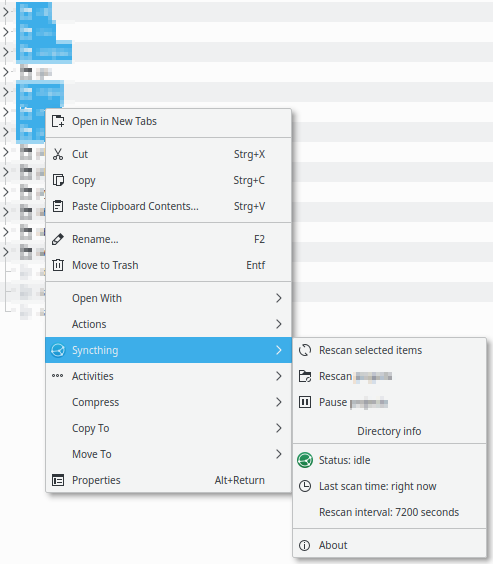 Open in New Tabs
Cut Strg+X
Copy Strg+C
Paste Clipboard Contents... Strg+V
Rename... F2
Move to Trash Entf
Open With
Actions
Syncthing
Activities
Compress
Copy To
Move To
Properties Alt+Return
Rescan selected items
Rescan
Pause
Directory info
Status: idle
Last scan time: right now
Rescan interval: 7200 seconds
About